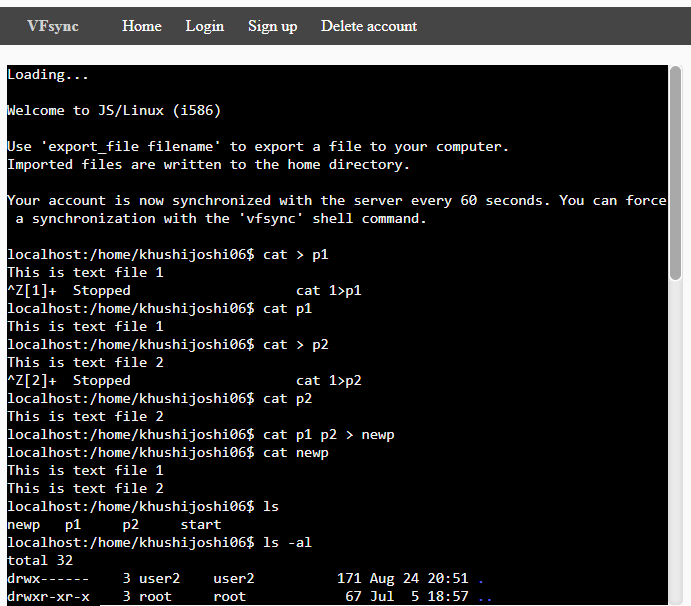 VFsync Home Login Sign up Delete account
Loading...
Welcome to JS/Linux (i586)
Use 'export_file filename' to export a file to your computer.
Imported files are written to the home directory.
Your account is now synchronized with the server every 60 seconds. You can force
a synchronization with the 'vfsync' shell command.
localhost:/home/khushijoshi06$ cat > p1
This is text file 1
^Z[1]+  Stopped                    cat 1>p1
localhost:/home/khushijoshi06$ cat p1
This is text file 1
localhost:/home/khushijoshi06$ cat > p2
This is text file 2
^Z[2]+  Stopped                    cat 1>p2
localhost:/home/khushijoshi06$ cat p2
This is text file 2
localhost:/home/khushijoshi06$ cat p1 p2 > newp
localhost:/home/khushijoshi06$ cat newp
This is text file 1
This is text file 2
localhost:/home/khushijoshi06$ ls
newp   p1     p2     start
localhost:/home/khushijoshi06$ ls -al
total 32
drwx------    3 user2    user2          171 Aug 24 20:51 .
drwxr-xr-x    3 root     root            67 Jul  5 18:57 ..